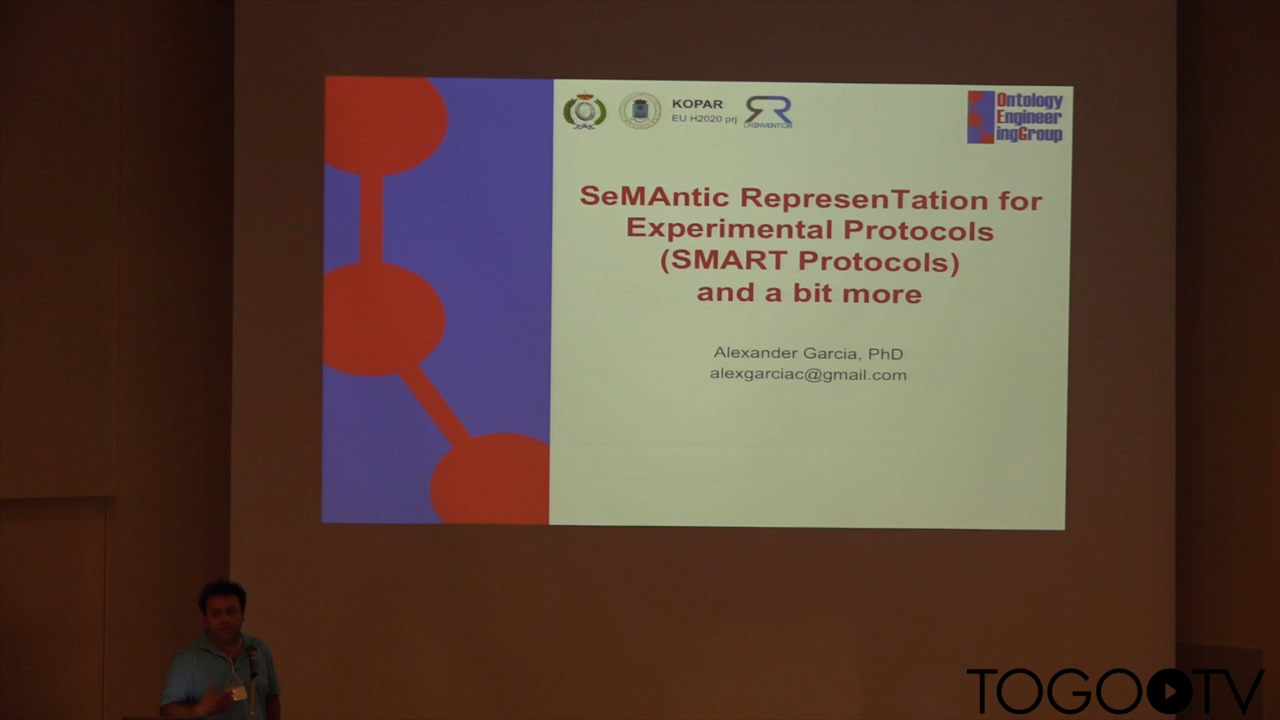 KOPAR
EU H2020 prj
Ontology
Engineer
ingGroup
SeMAntic RepresenTation for
Experimental Protocols
(SMART Protocols)
and a bit more
Alexander Garcia, PhD
alexgarciac@gmail.com
TOGOTV